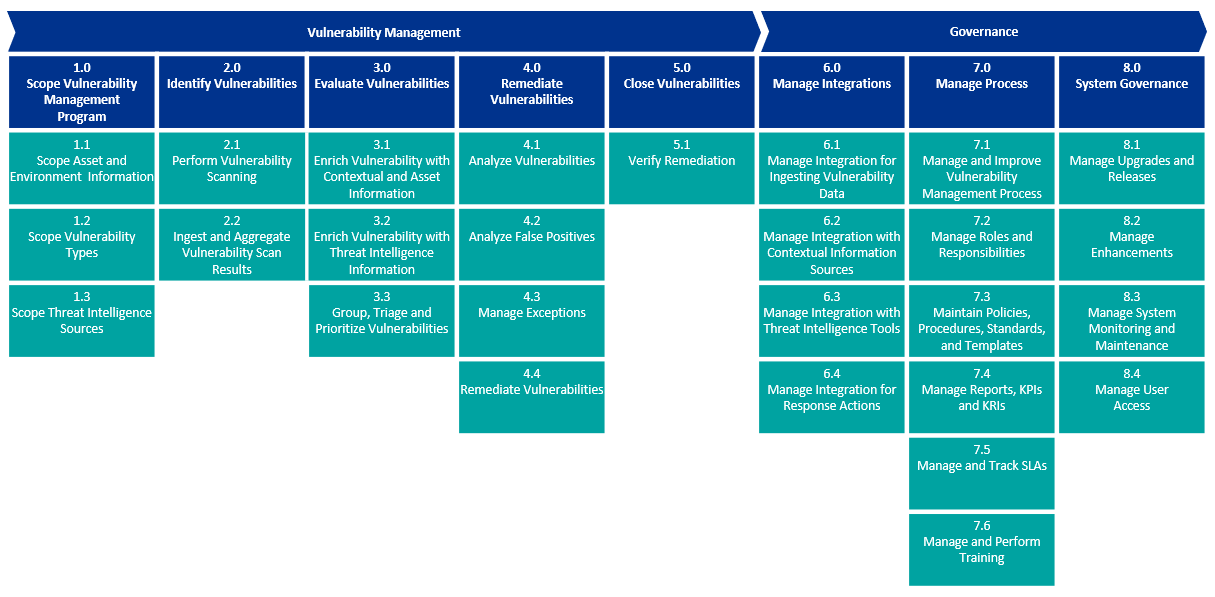 Vulnerability Management
Governance
1.0
Scope Vulnerability
Management
Program
2.0
Identify Vulnerabilities
3.0
Evaluate Vulnerabilities
4.0
Remediate
Vulnerabilities
5.0
Close Vulnerabilities
6.0
Manage Integrations
7.0
Manage Process
8.0
System Governance
1.1
Scope Asset and
Environment  Information
2.1
Perform Vulnerability
Scanning
3.1
Enrich Vulnerability with
Contextual and Asset
Information
4.1
Analyze Vulnerabilities
5.1
Verify Remediation
6.1
Manage Integration for
Ingesting Vulnerability
Data
7.1
Manage and Improve
Vulnerability
Management Process
8.1
Manage Upgrades and
Releases
1.2
Scope Vulnerability
Types
2.2
Ingest and Aggregate
Vulnerability Scan
Results
3.2
Enrich Vulnerability with
Threat Intelligence
Information
4.2
Analyze False Positives
6.2
Manage Integration with
Contextual Information
Sources
7.2
Manage Roles and
Responsibilities
8.2
Manage
Enhancements
1.3
Scope Threat Intelligence
Sources
3.3
Group, Triage and
Prioritize Vulnerabilities
4.3
Manage Exceptions
6.3
Manage Integration with
Threat Intelligence Tools
7.3
Maintain Policies,
Procedures, Standards,
and Templates
8.3
Manage System
Monitoring and
Maintenance
4.4
Remediate Vulnerabilities
6.4
Manage Integration for
Response Actions
7.4
Manage Reports, KPIs
and KRIs
8.4
Manage User
Access
7.5
Manage and Track SLAs
7.6
Manage and Perform
Training